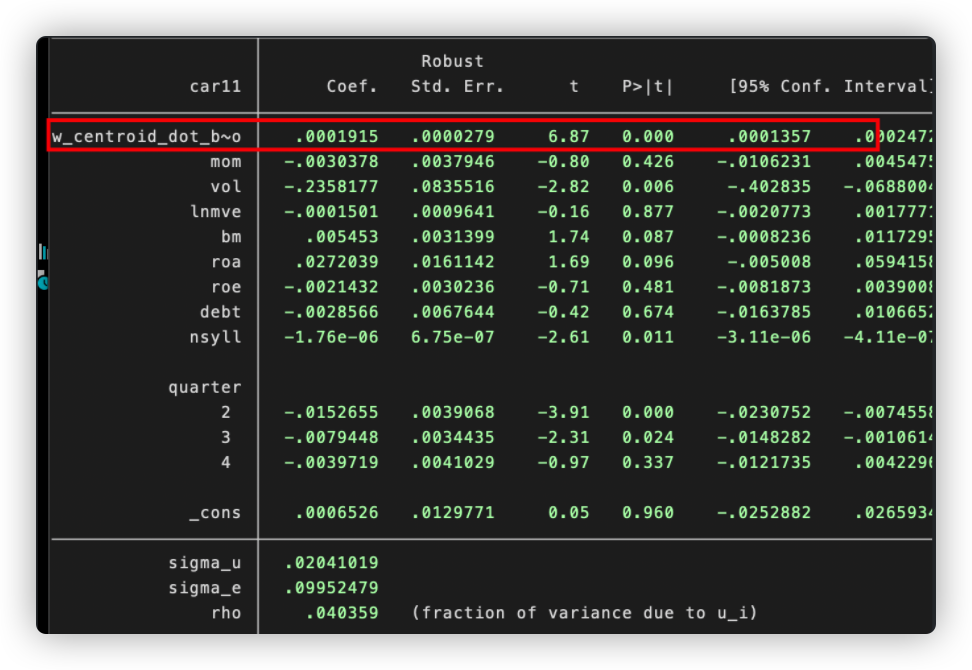 Robust
car11 Coef. Std. Err. t P>|t| [95% Conf. Interval]
w_centroid_dot_b~o .0001915 .0000279 6.87 0.000 .0001357 .0002472
mom -.0030378 .0037946 -0.80 0.426 -.0106231 .0045475
vol -.2358177 .0835516 -2.82 0.006 -.402835 -.0688004
lnmve -.0001501 .0009641 -0.16 0.877 -.0020773 .0017771
bm .005453 .0031399 1.74 0.087 -.0008236 .0117295
roa .0272039 .0161142 1.69 0.096 -.005008 .0594158
roe -.0021432 .0030236 -0.71 0.481 -.0081873 .0039008
debt -.0028566 .0067644 -0.42 0.674 -.0163785 .0106652
nsyll -1.76e-06 6.75e-07 -2.61 0.011 -3.11e-06 -4.11e-07
quarter
2 -.0152655 .0039068 -3.91 0.000 -.0230752 -.0074558
3 -.0079448 .0034435 -2.31 0.024 -.0148282 -.0010614
4 -.0039719 .0041029 -0.97 0.337 -.0121735 .0042296
_cons .0006526 .0129771 0.05 0.960 -.0252882 .0265934
sigma_u .02041019
sigma_e .09952479
rho .040359 (fraction of variance due to u_i)